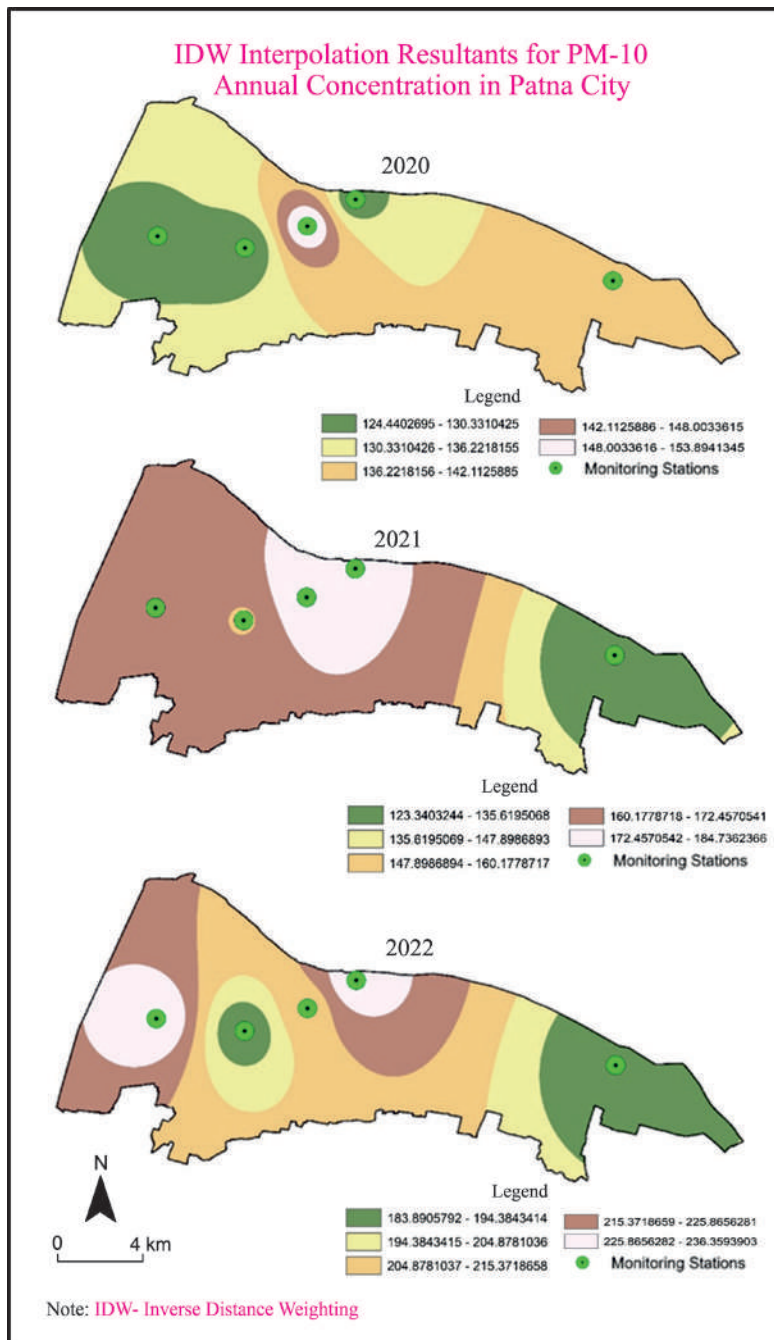 IDW Interpolation Resultants for PM-10
Annual Concentration in Patna City
2020
Legend
124.4402695 - 130.3310425
142.1125886 - 148.0033615
130.3310426 - 136.2218155
148.0033616 - 153.8941345
136.2218156 - 142.1125885
Monitoring Stations
2021
Legend
123.3403244 - 135.6195068
160.1778718 - 172.4570541
135.6195069 - 147.8986893
172.4570542 - 184.7362366
147.8986894 - 160.1778717
Monitoring Stations
2022
N
0 4 km
Legend
183.8905792 - 194.3843414
215.3718659 - 225.8656281
194.3843415 - 204.8781036
225.8656282 - 236.3593903
204.8781037 - 215.3718658
Monitoring Stations
Note: IDW- Inverse Distance Weighting